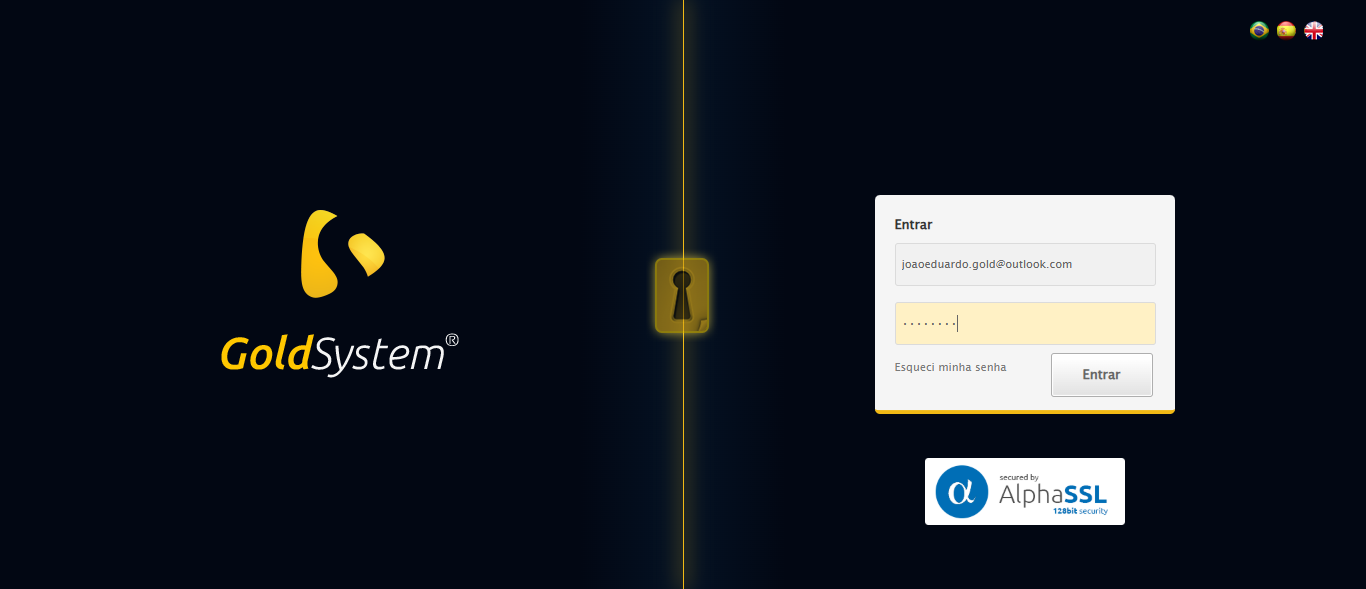 GoldSystem®
Entrar
joaoeduardo.gold@outlook.com
........
Esqueci minha senha
Entrar
α
secured by
AlphaSSL
128bit security